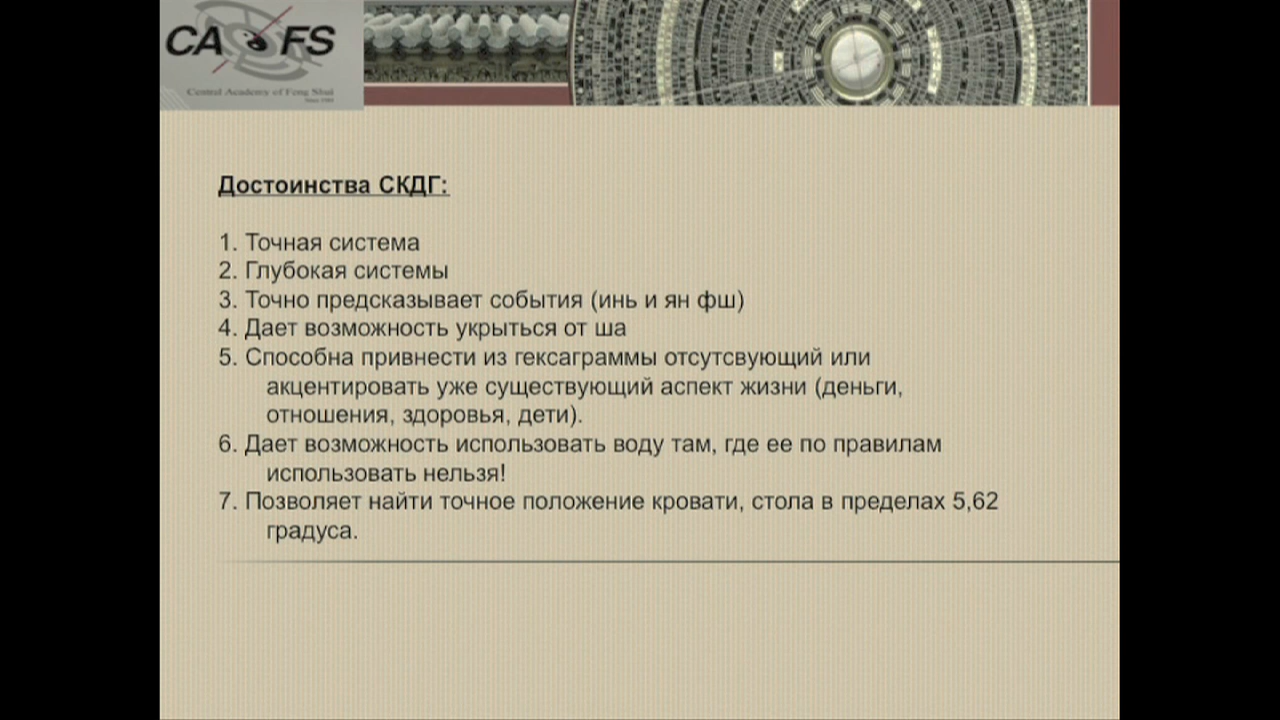 CA FS
Central Academy of Feng Shui
Достоинства СКДГ:
1. Точная система
2. Глубокая системы
3. Точно предсказывает события (инь и ян фш)
4. Дает возможность укрыться от ша
5. Способна привнести из гексаграммы отсутсвующий или
акцентировать уже существующий аспект жизни (деньги,
отношения, здоровья, дети).
6. Дает возможность использовать воду там, где ее по правилам
использовать нельзя!
7. Позволяет найти точное положение кровати, стола в пределах 5,62
градуса.